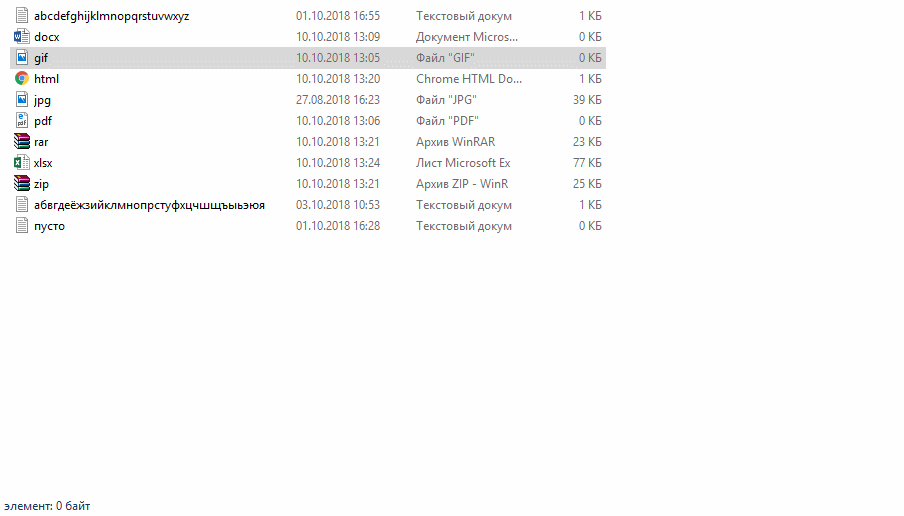 abcdefghijklmnopqrstuvwxyz 01.10.2018 16:55 Текстовый докум 1 КБ
docx 10.10.2018 13:09 Документ Micros... 0 КБ
gif 10.10.2018 13:05 Файл "GIF" 0 КБ
html 10.10.2018 13:20 Chrome HTML Do... 1 КБ
jpg 27.08.2018 16:23 Файл "JPG" 39 КБ
pdf 10.10.2018 13:06 Файл "PDF" 0 КБ
rar 10.10.2018 13:21 Архив WinRAR 23 КБ
xlsx 10.10.2018 13:24 Лист Microsoft Ex 77 КБ
zip 10.10.2018 13:21 Архив ZIP - WinR 25 КБ
абвгдеёжзийклмнопрстуфхцчшщъыьэюя 03.10.2018 10:53 Текстовый докум 1 КБ
пусто 01.10.2018 16:28 Текстовый докум 0 КБ
элемент: 0 байт